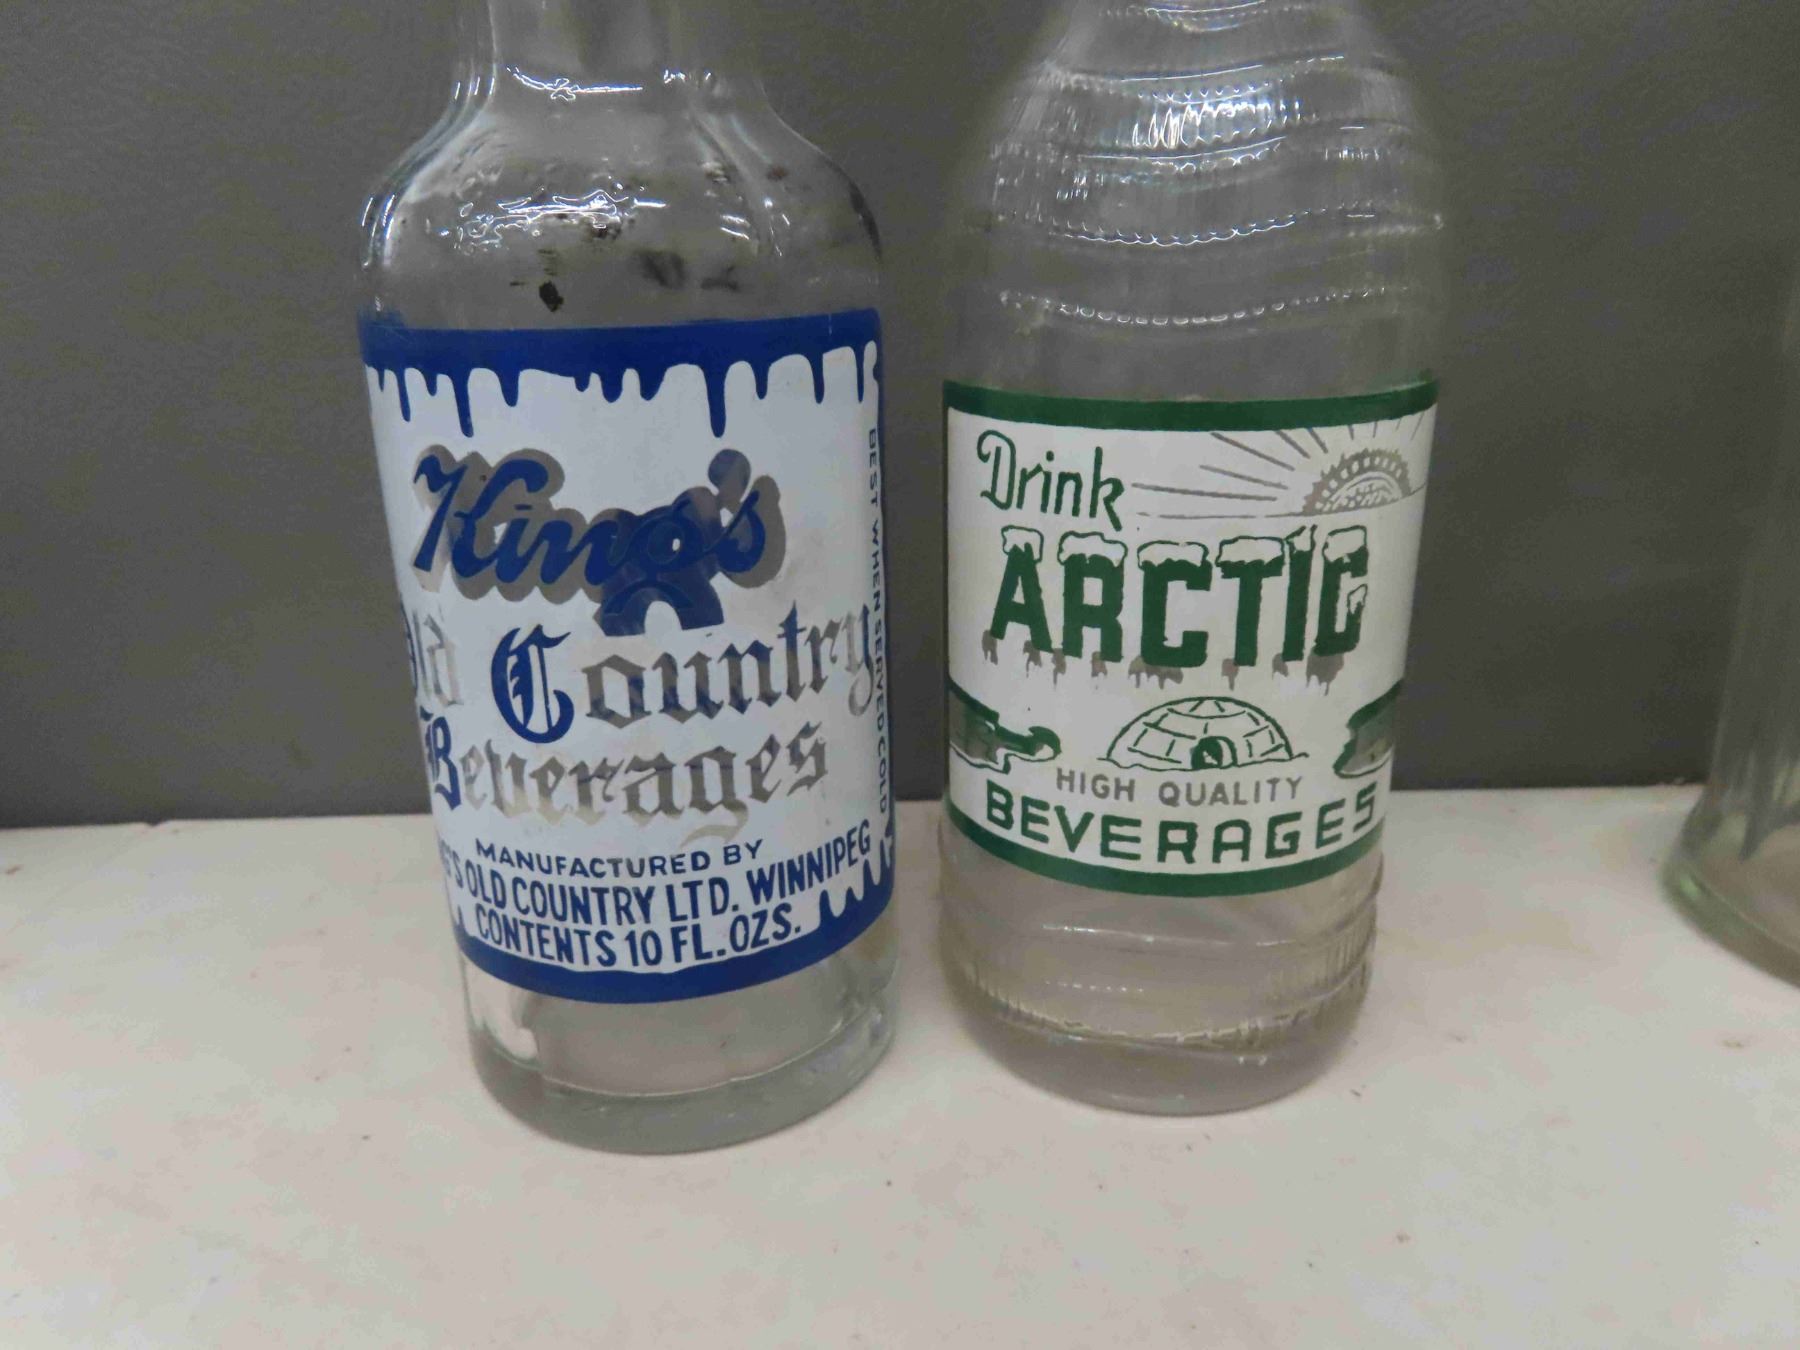 King's
Old Country
Beverages
MANUFACTURED BY
G'S OLD COUNTRY LTD. WINNIPEG
CONTENTS 10 FL. OZS.
BEST WHEN SERVED COLD
Drink
ARCTIC
HIGH QUALITY
BEVERAGES